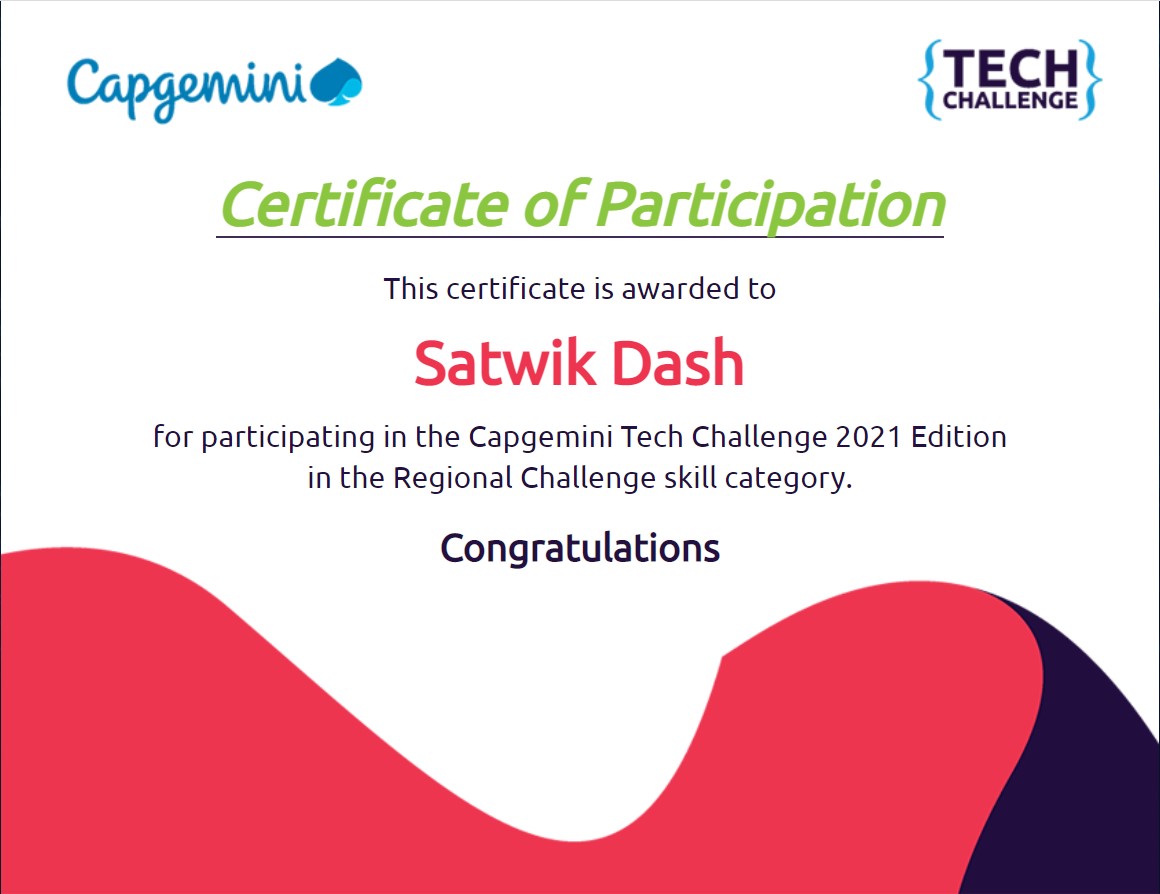 Capgemini
{TECH
CHALLENGE}
Certificate of Participation
This certificate is awarded to
Satwik Dash
for participating in the Capgemini Tech Challenge 2021 Edition
in the Regional Challenge skill category.
Congratulations